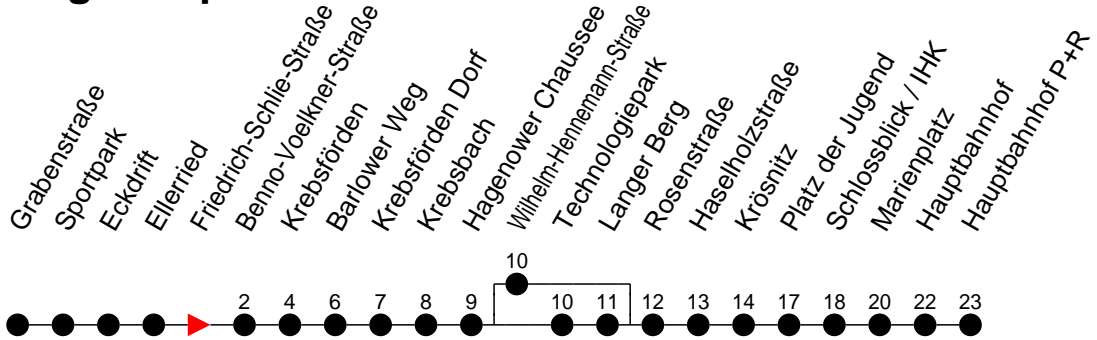 Grabenstraße
Sportpark
Eckdrift
Ellerried
Friedrich-Schlie-Straße
Benno-Voelkner-Straße
Krebsförden
Barlower Weg
Krebsförden Dorf
Krebsbach
Hagenower Chaussee
Wilhelm-Hennemann-Straße
Technologiepark
Langer Berg
Rosenstraße
Haselholzstraße
Krösnitz
Platz der Jugend
Schlossblick / IHK
Marienplatz
Hauptbahnhof
Hauptbahnhof P+R
10
2 4 6 7 8 9 10 11 12 13 14 17 18 20 22 23